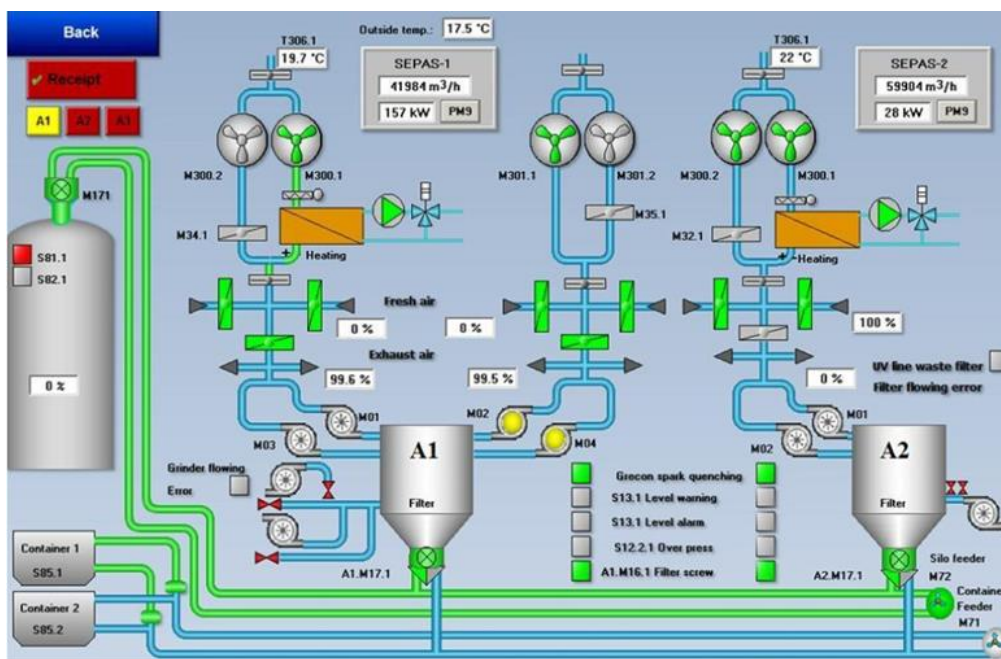 Back
Outside temp.: 17.5 °C
T306.1
19.7 °C
SEPAS-1
41984 m3/h
157 kW PM9
T306.1
22 °C
SEPAS-2
59904 m3/h
28 kW PM9
Receipt
A1
M171
M300.2
M300.1
M301.1
M301.2
M300.2
M300.1
M34.1
M35.1
M32.1
+ Heating
+ -Heating
S81.1
S82.1
Fresh air
0 %
0 %
100 %
Exhaust air
99.6 %
99.5 %
0 %
UV line waste filter
Filter flowing error
0 %
M01
M02
M03
M04
M01
M02
A1
Filter
A2
Filter
Grinder flowing
Error
Grecon spark quenching
S13.1 Level warning
S13.1 Level alarm
S12.2.1 Over press
A1.M16.1 Filter screw
Container 1
S85.1
Container 2
S85.2
A1.M17.1
A2.M17.1
Silo feeder
M72
Containe
Feeder
M71